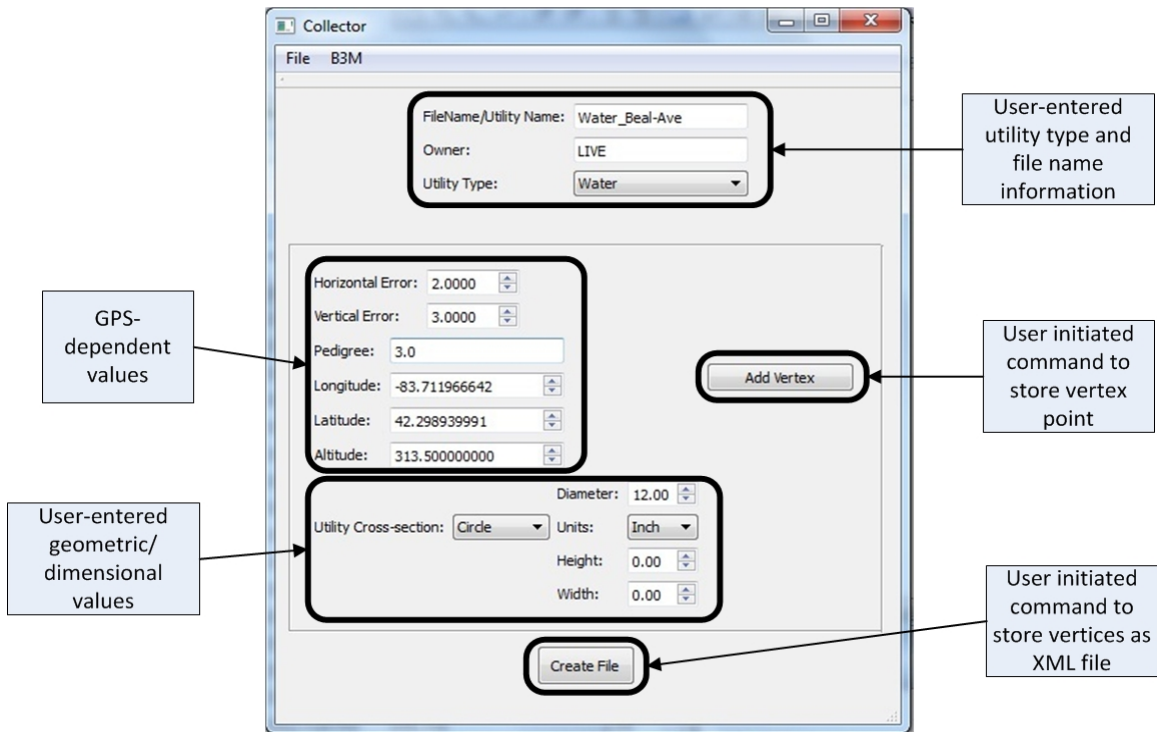 Collector
File B3M
FileName/Utility Name: Water_Beal-Ave
Owner: LIVE
Utility Type: Water
User-entered
utility type and
file name
information
Horizontal Error: 2.0000
Vertical Error: 3.0000
Pedigree: 3.0
Longitude: -83.711966642
Latitude: 42.298939991
Altitude: 313.500000000
GPS-
dependent
values
Add Vertex
User initiated
command to
store vertex
point
Diameter: 12.00
Utility Cross-section: Circle Units: Inch
Height: 0.00
Width: 0.00
User-entered
geometric/
dimensional
values
Create File
User initiated
command to
store vertices as
XML file